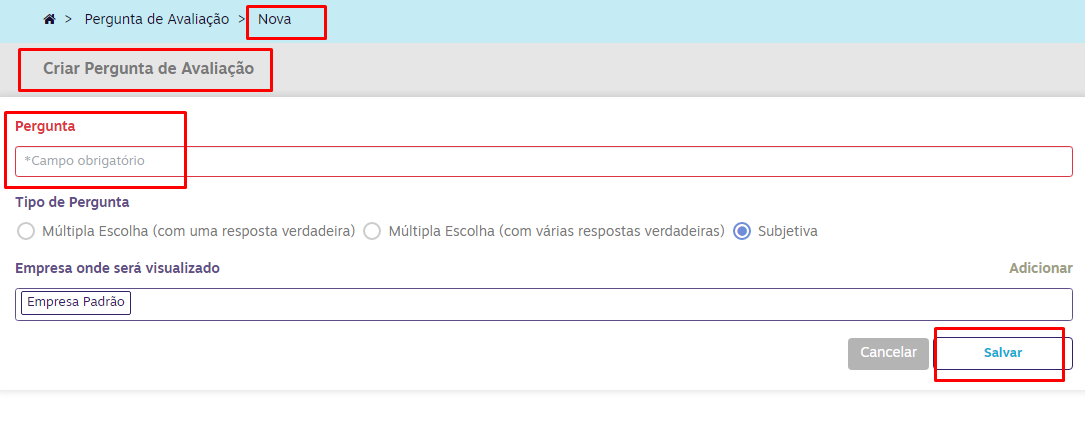 > Pergunta de Avaliação > Nova
Criar Pergunta de Avaliação
Pergunta
*Campo obrigatório
Tipo de Pergunta
Múltipla Escolha (com uma resposta verdadeira) Múltipla Escolha (com várias respostas verdadeiras) Subjetiva
Empresa onde será visualizado Adicionar
Empresa Padrão
Cancelar Salvar